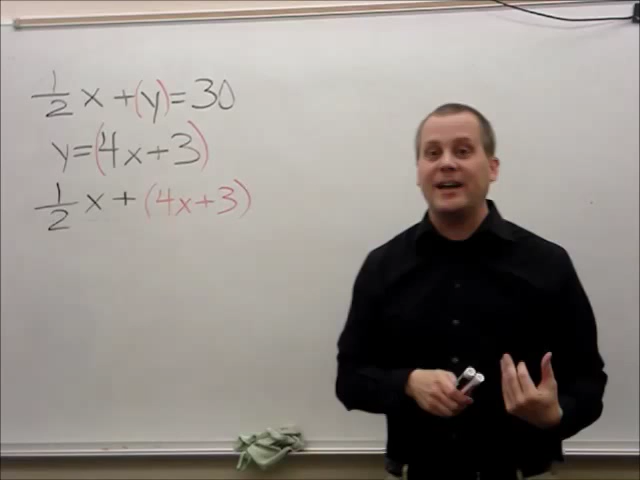 1/2 x + (y) = 30
y = (4x + 3)
1/2 x + (4x + 3)